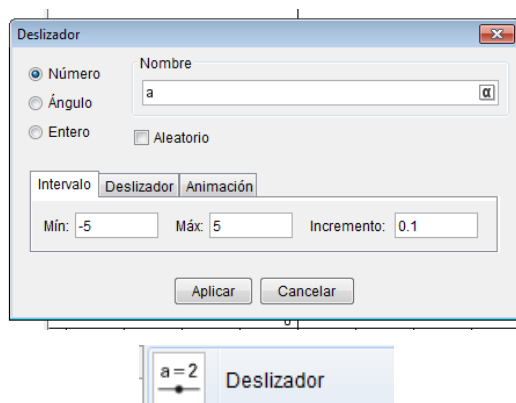 Deslizador
Número
Nombre
a
α
Ángulo
Entero
Aleatorio
Intervalo Deslizador Animación
Mín: -5 Máx: 5 Incremento: 0.1
Aplicar Cancelar
0
a=2 Deslizador